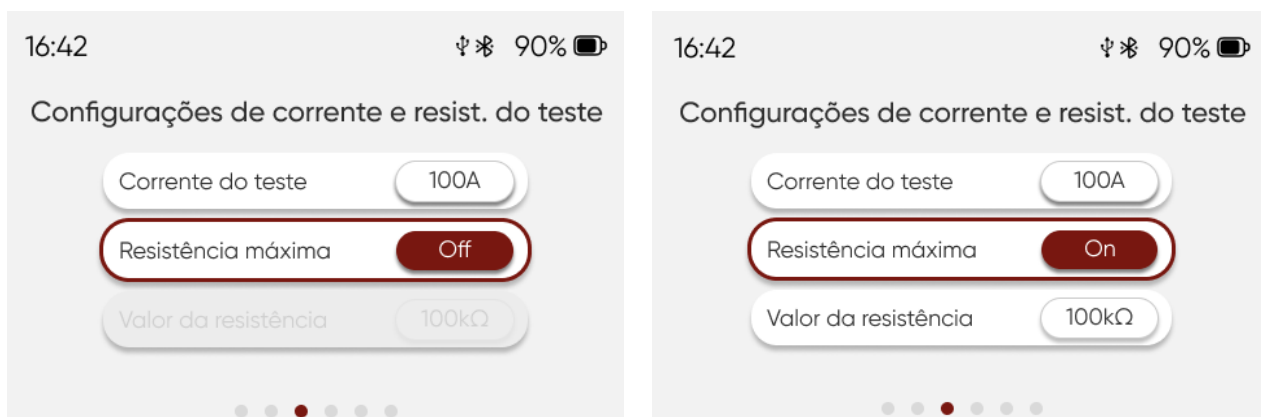 16:42 90%
Configurações de corrente e resist. do teste
Corrente do teste 100A
Resistência máxima Off
Valor da resistência 100kΩ
16:42 90%
Configurações de corrente e resist. do teste
Corrente do teste 100A
Resistência máxima On
Valor da resistência 100kΩ